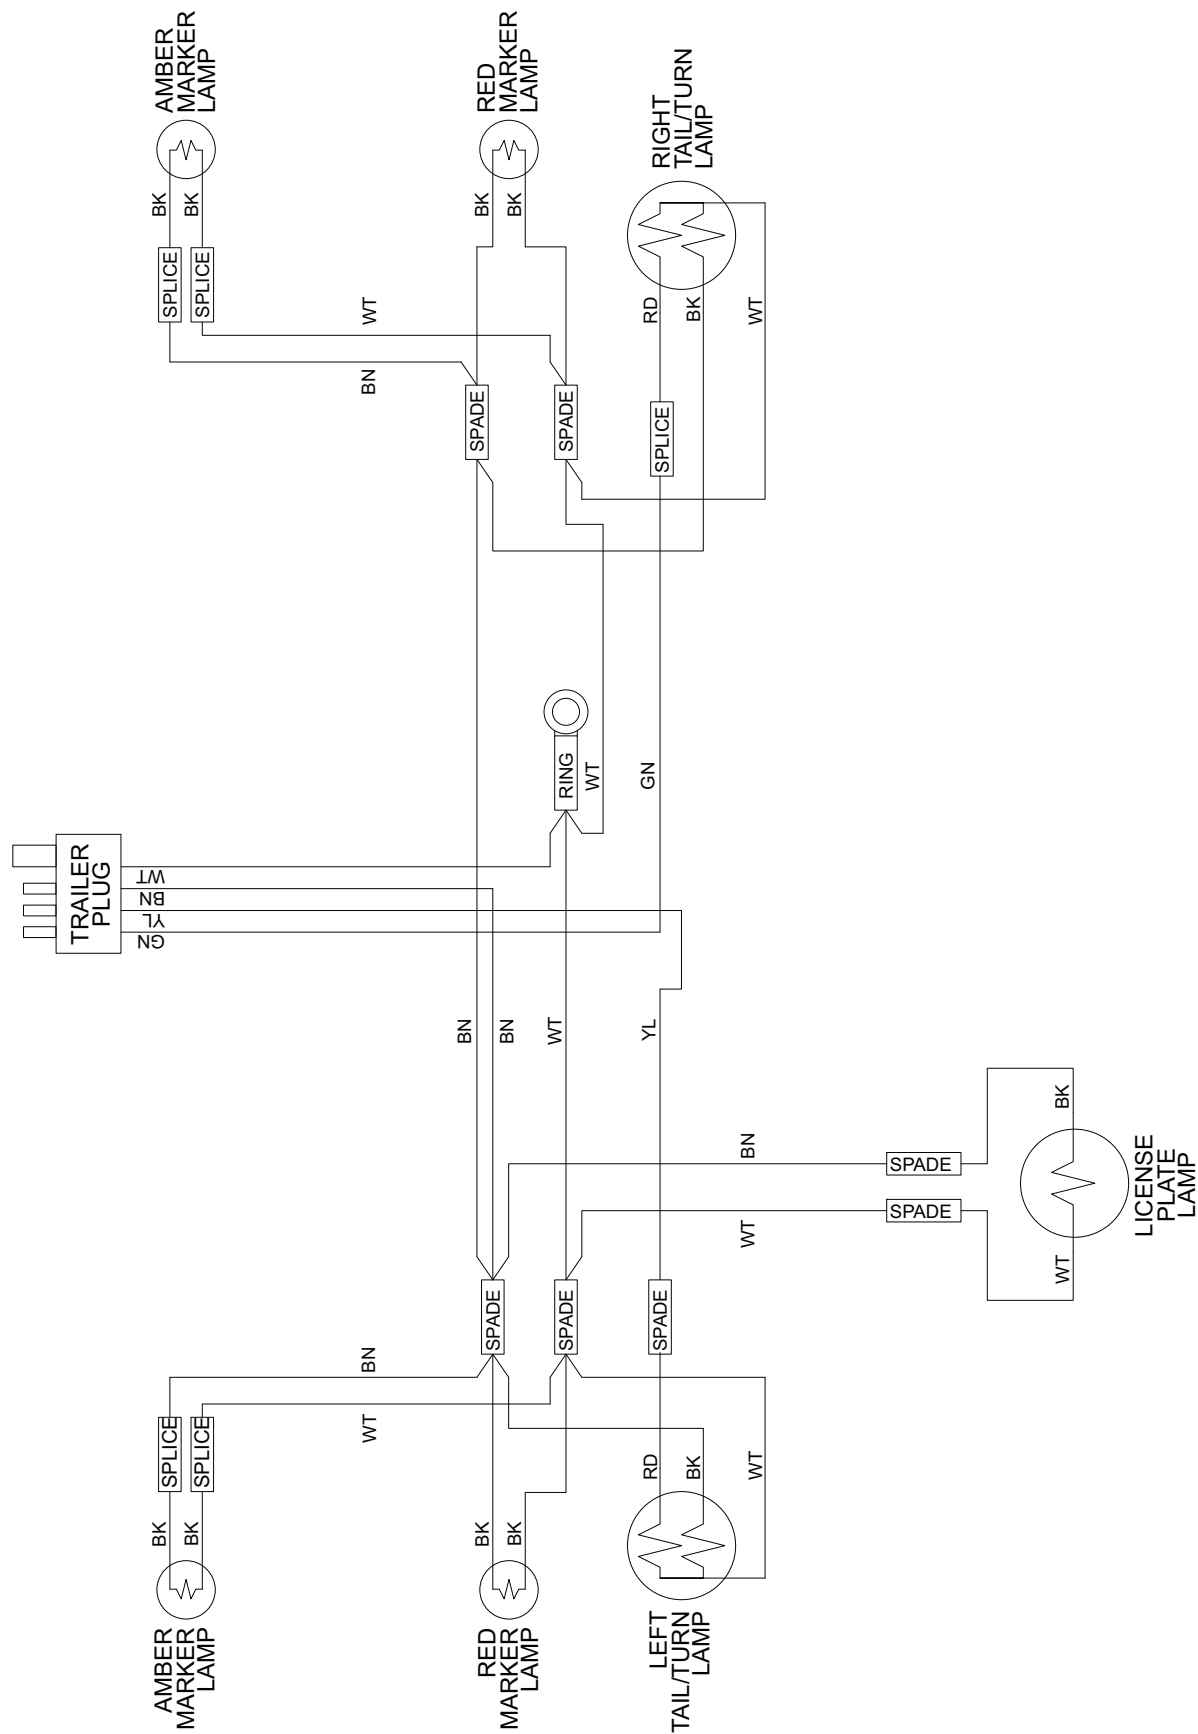 AMBER
MARKER
LAMP
BK
BK
SPLICE
SPLICE
WT
BN
RED
MARKER
LAMP
BK
BK
SPADE
SPADE
RIGHT
TAIL/TURN
LAMP
RD
BK
WT
SPLICE
GN
RING
WT
TRAILER
PLUG
WT
BN
YL
GN
BN
BN
WT
YL
BN
WT
SPADE
SPADE
BK
WT
LICENSE
PLATE
LAMP
SPADE
SPADE
SPADE
BN
WT
SPLICE
SPLICE
BK
BK
AMBER
MARKER
LAMP
BK
BK
RED
MARKER
LAMP
RD
BK
WT
LEFT
TAIL/TURN
LAMP